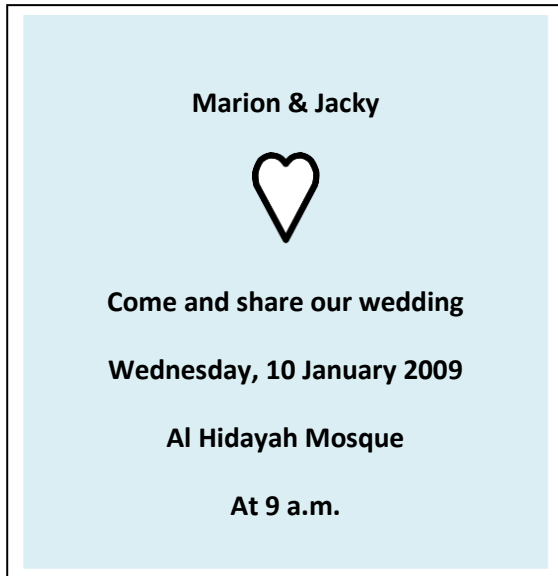 Marion & Jacky
Come and share our wedding
Wednesday, 10 January 2009
Al Hidayah Mosque
At 9 a.m.